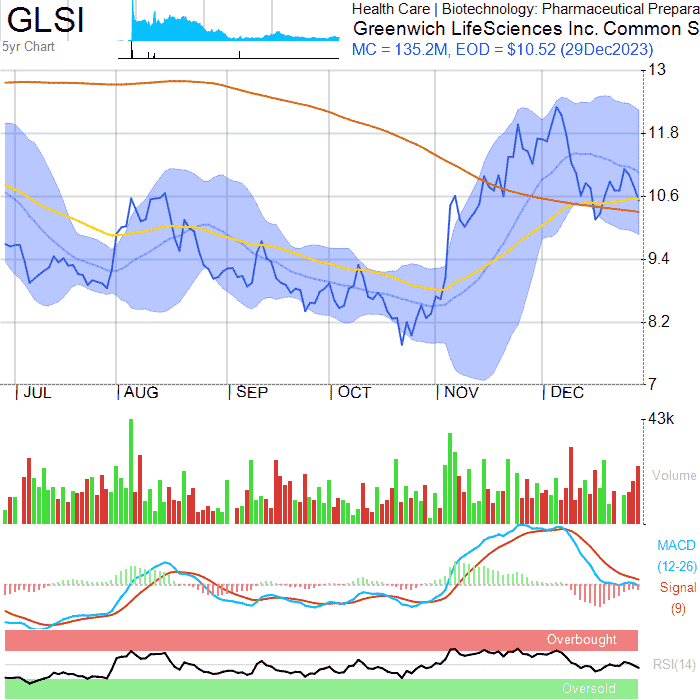 GLSI
5yr Chart
Health Care | Biotechnology: Pharmaceutical Prepara
Greenwich LifeSciences Inc. Common S
MC = 135.2M, EOD = $10.52 (29Dec2023)
13
11.8
10.6
9.4
8.2
7
JUL AUG SEP OCT NOV DEC
43k
Volume
MACD
(12-26)
Signal
(9)
Overbought
RSI(14)
Oversold